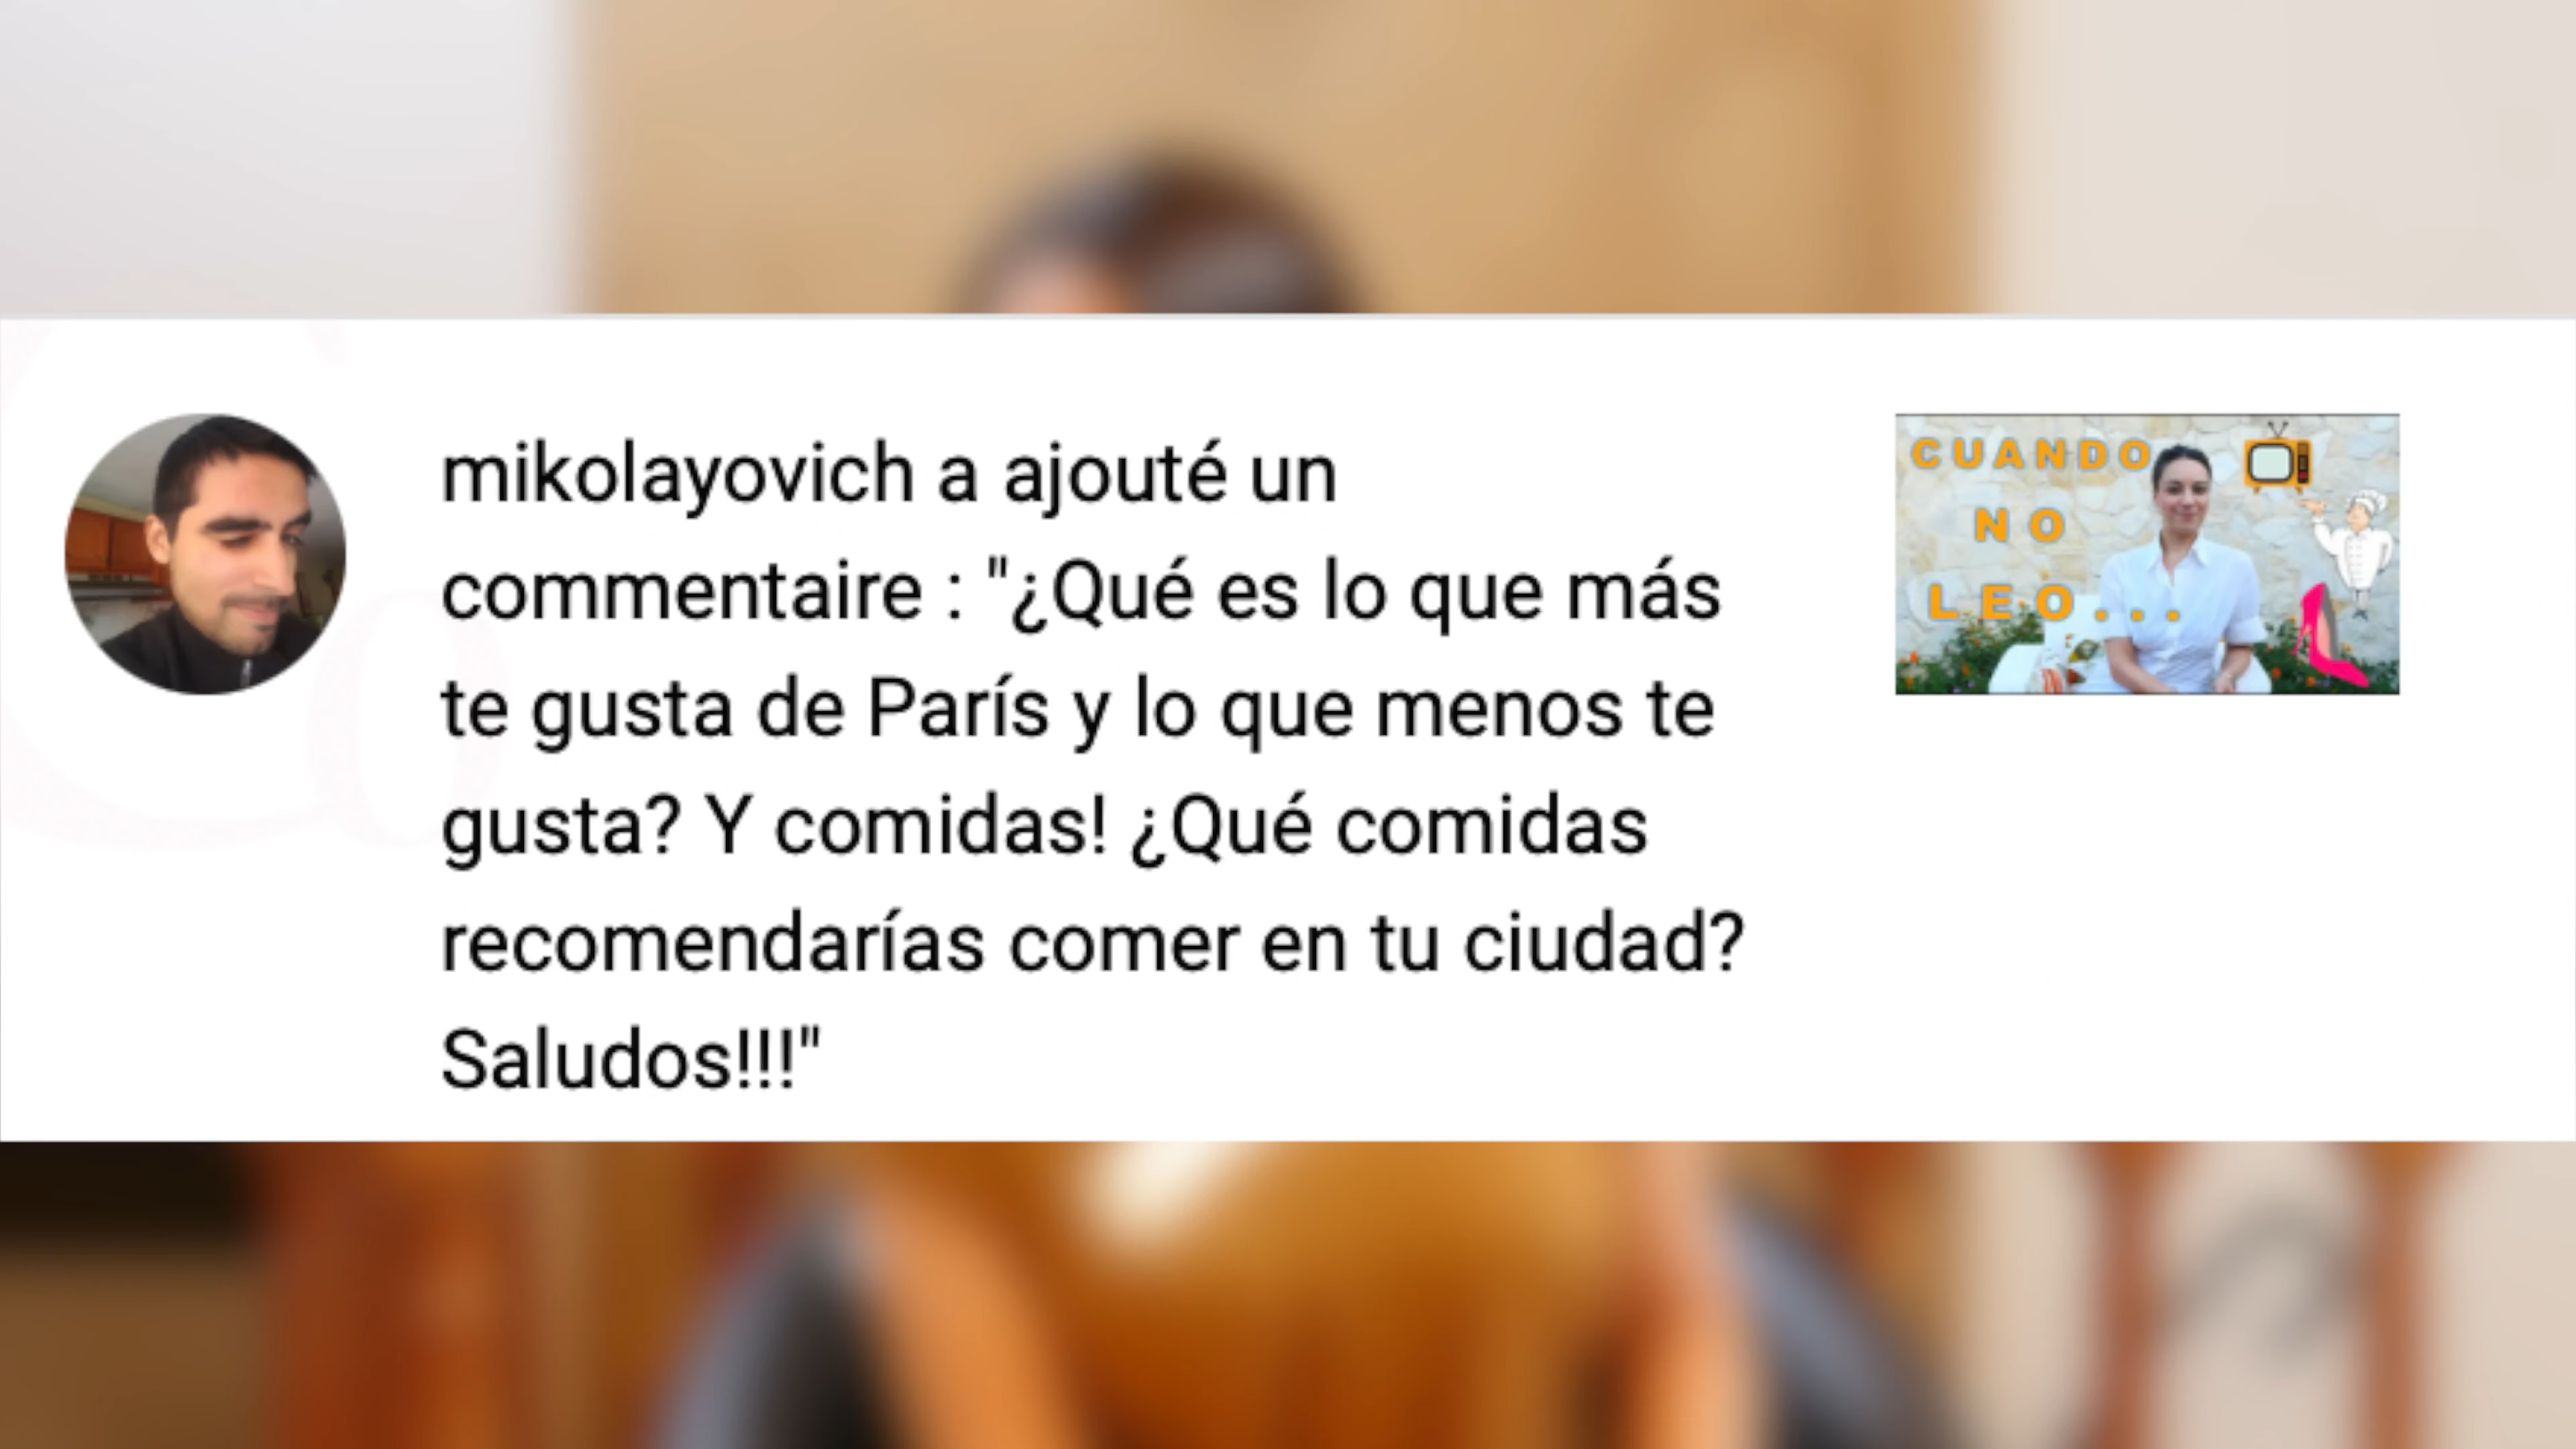 mikolayovich a ajouté un
commentaire : "¿Qué es lo que más
te gusta de París y lo que menos te
gusta? Y comidas! ¿Qué comidas
recomendarías comer en tu ciudad?
Saludos!!!"
CUANDO
NO
LEO...